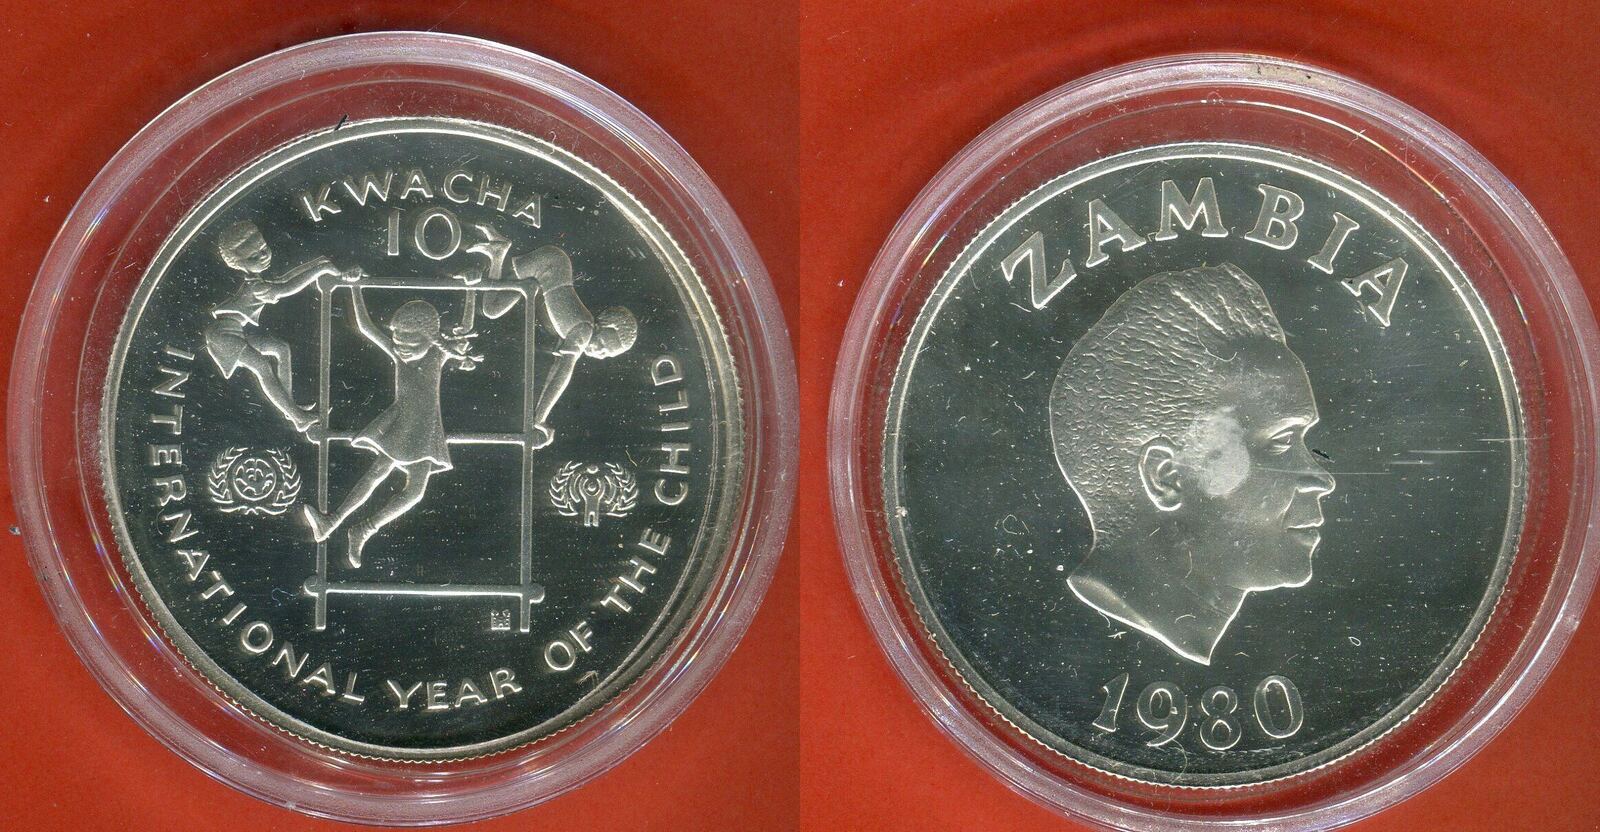 KWACHA
10
INTERNATIONAL YEAR OF THE CHILD
ZAMBIA
1980